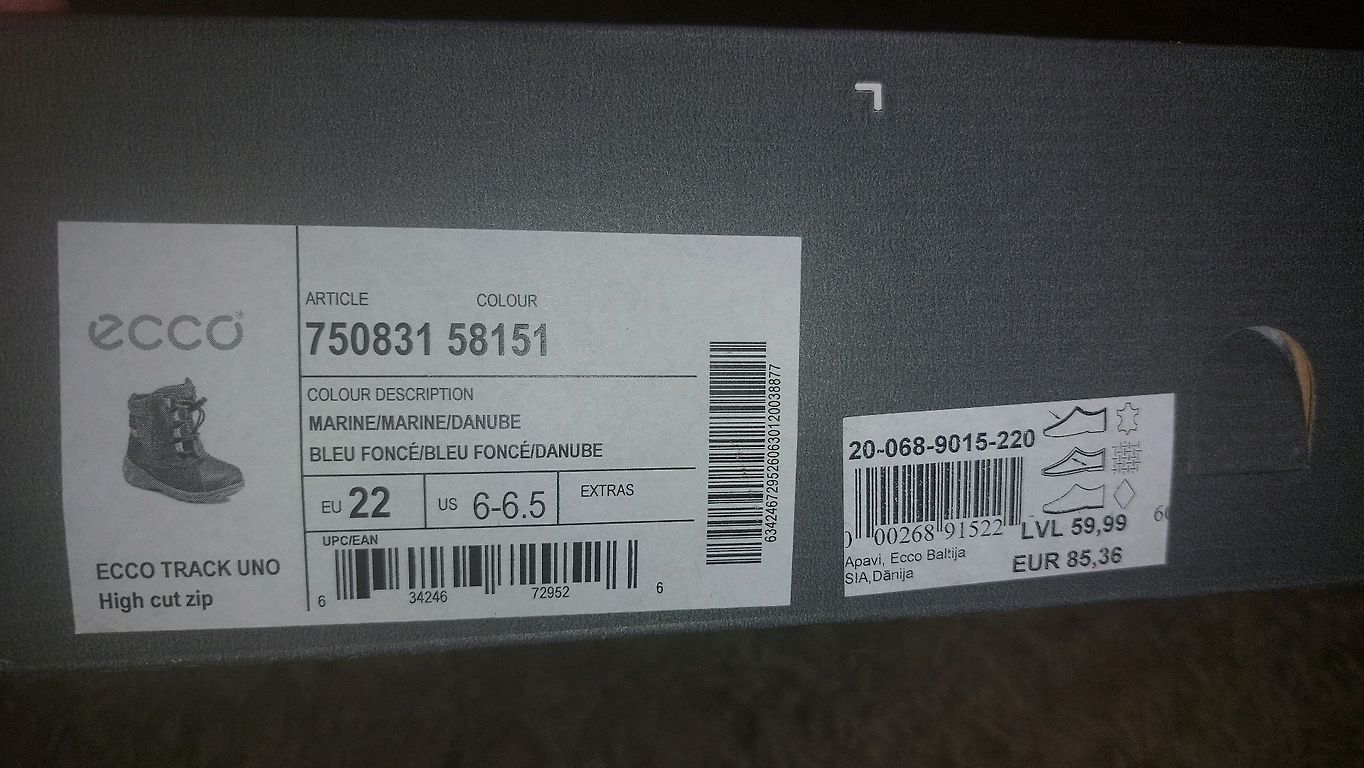 ecco
ECCO TRACK UNO
High cut zip
ARTICLE COLOUR
750831 58151
COLOUR DESCRIPTION
MARINE/MARINE/DANUBE
BLEU FONCÉ/BLEU FONCÉ/DANUBE
EU 22 US 6-6.5 EXTRAS
UPC/EAN
6 34246 72952 6
6342467295260630120038877
20-068-9015-220
0 00268 91522
LVL 59,99
Apavi, Ecco Baltija
SIA,Dānija
EUR 85,36